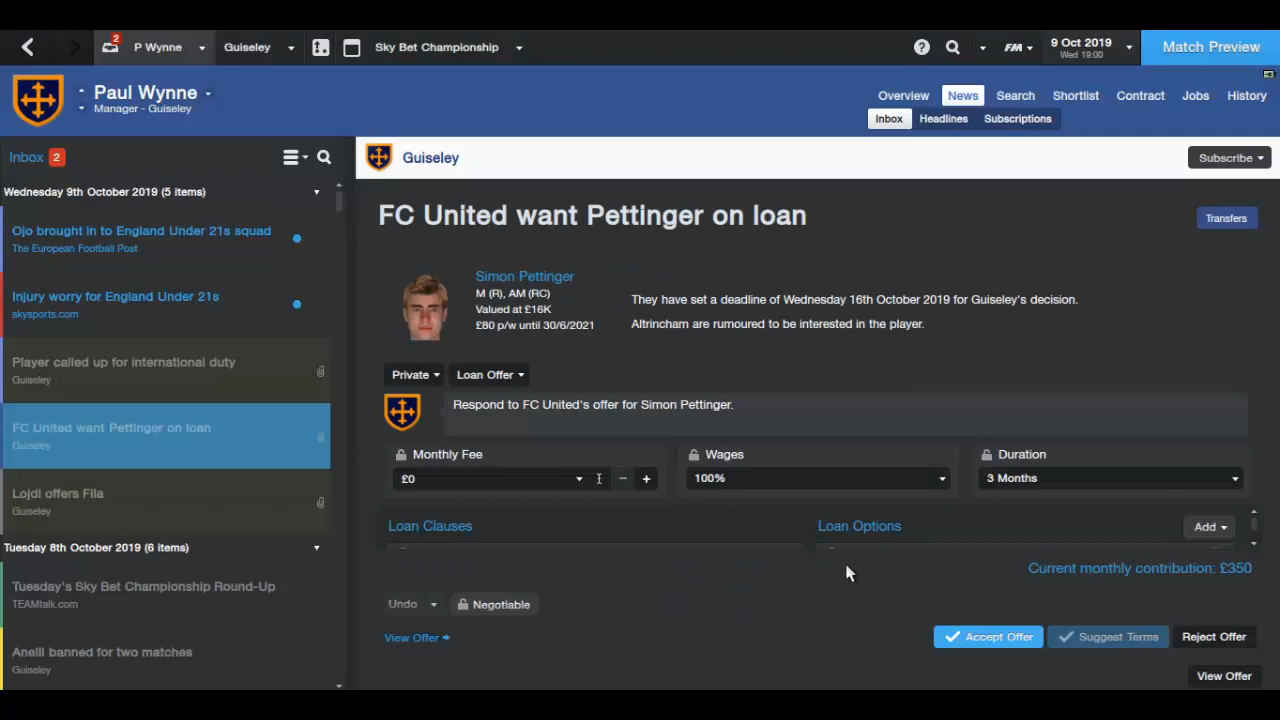 2
P Wynne
Guiseley
Sky Bet Championship
FM
9 Oct 2019
Wed 19:00
Match Preview
Paul Wynne
Manager - Guiseley
Overview
News
Search
Shortlist
Contract
Jobs
History
Inbox
Headlines
Subscriptions
Inbox 2
Wednesday 9th October 2019 (5 items)
Ojo brought in to England Under 21s squad
The European Football Post
Injury worry for England Under 21s
skysports.com
Player called up for international duty
Guiseley
FC United want Pettinger on loan
Guiseley
Lojdl offers Fila
Guiseley
Tuesday 8th October 2019 (6 items)
Tuesday's Sky Bet Championship Round-Up
TEAMtalk.com
Anelli banned for two matches
Guiseley
Guiseley
Subscribe
FC United want Pettinger on loan
Transfers
Simon Pettinger
M (R), AM (RC)
Valued at £16K
£80 p/w until 30/6/2021
They have set a deadline of Wednesday 16th October 2019 for Guiseley's decision.
Altrincham are rumoured to be interested in the player.
Private
Loan Offer
Respond to FC United's offer for Simon Pettinger.
Monthly Fee
Wages
Duration
£0
100%
3 Months
Loan Clauses
Loan Options
Add
Current monthly contribution: £350
Undo
Negotiable
View Offer
Accept Offer
Suggest Terms
Reject Offer
View Offer